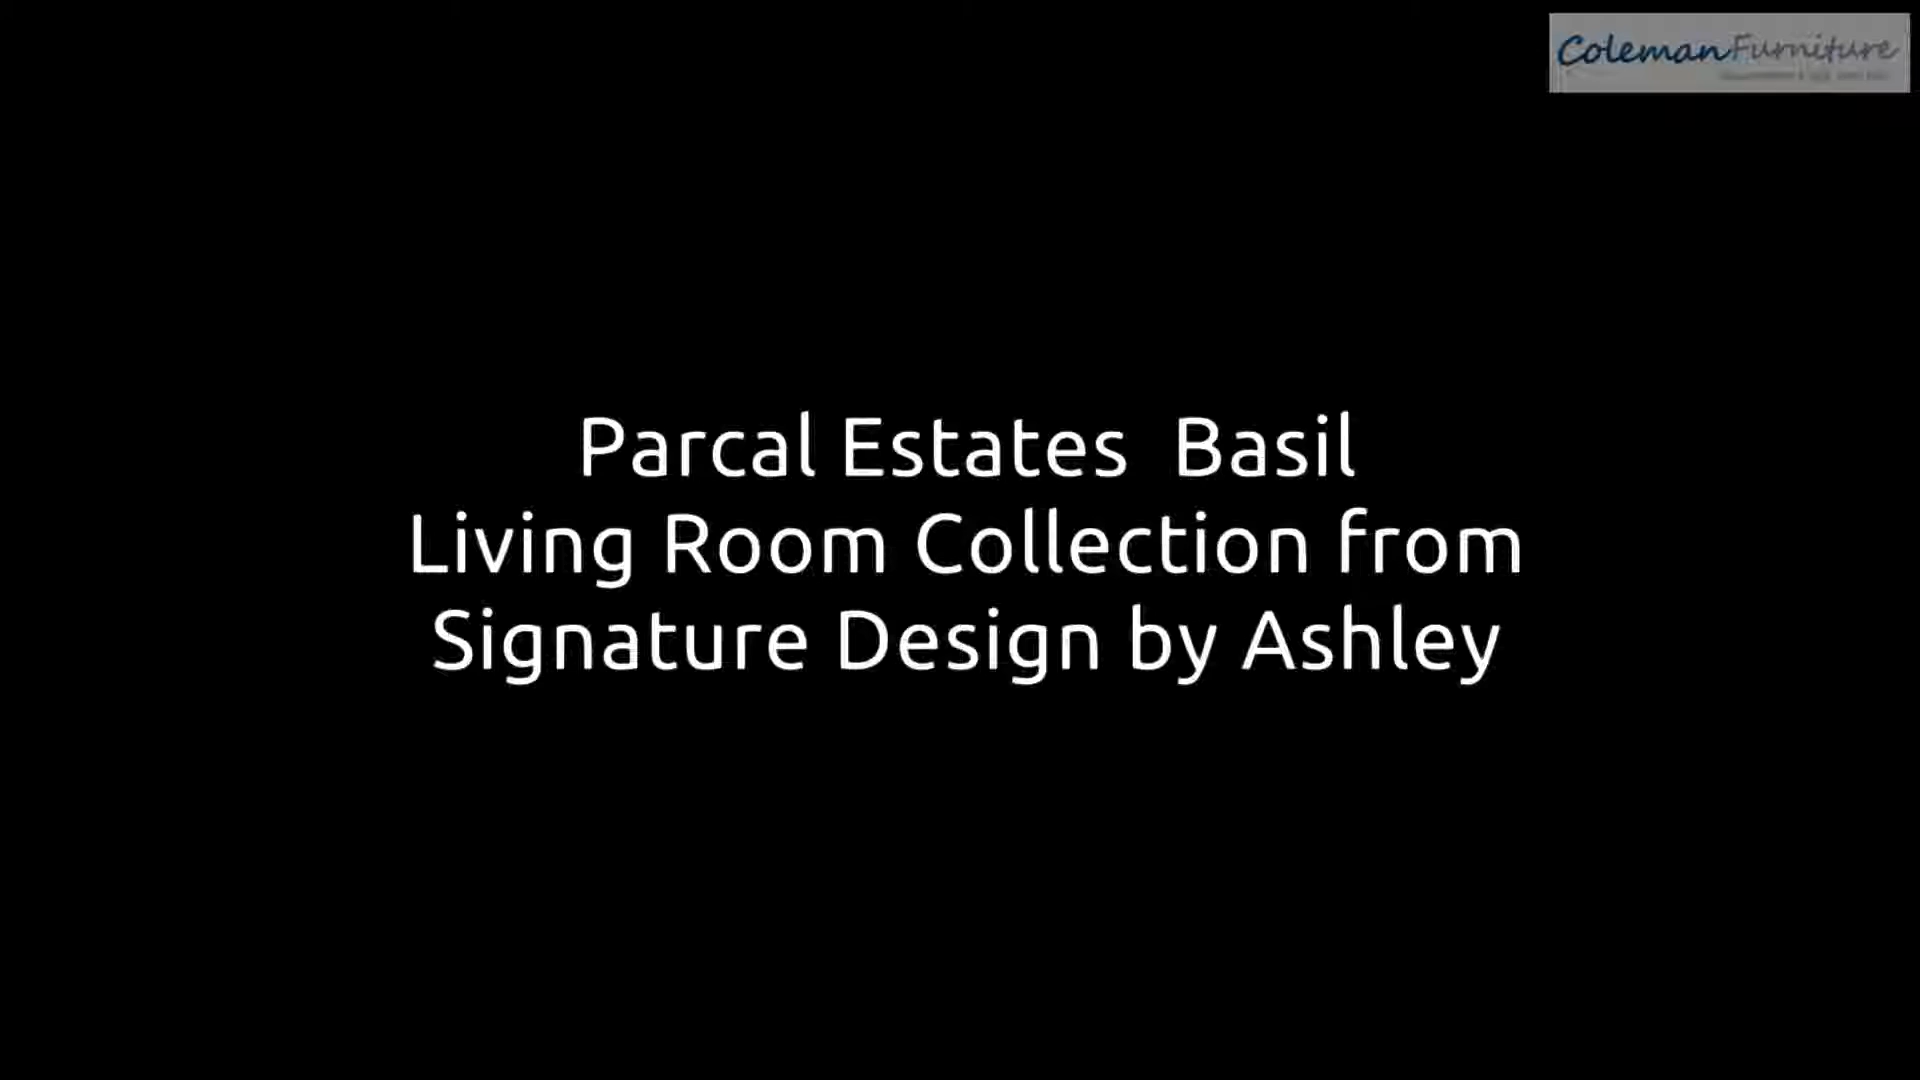 ColemanFurniture
Parcal Estates  Basil
Living Room Collection from
Signature Design by Ashley